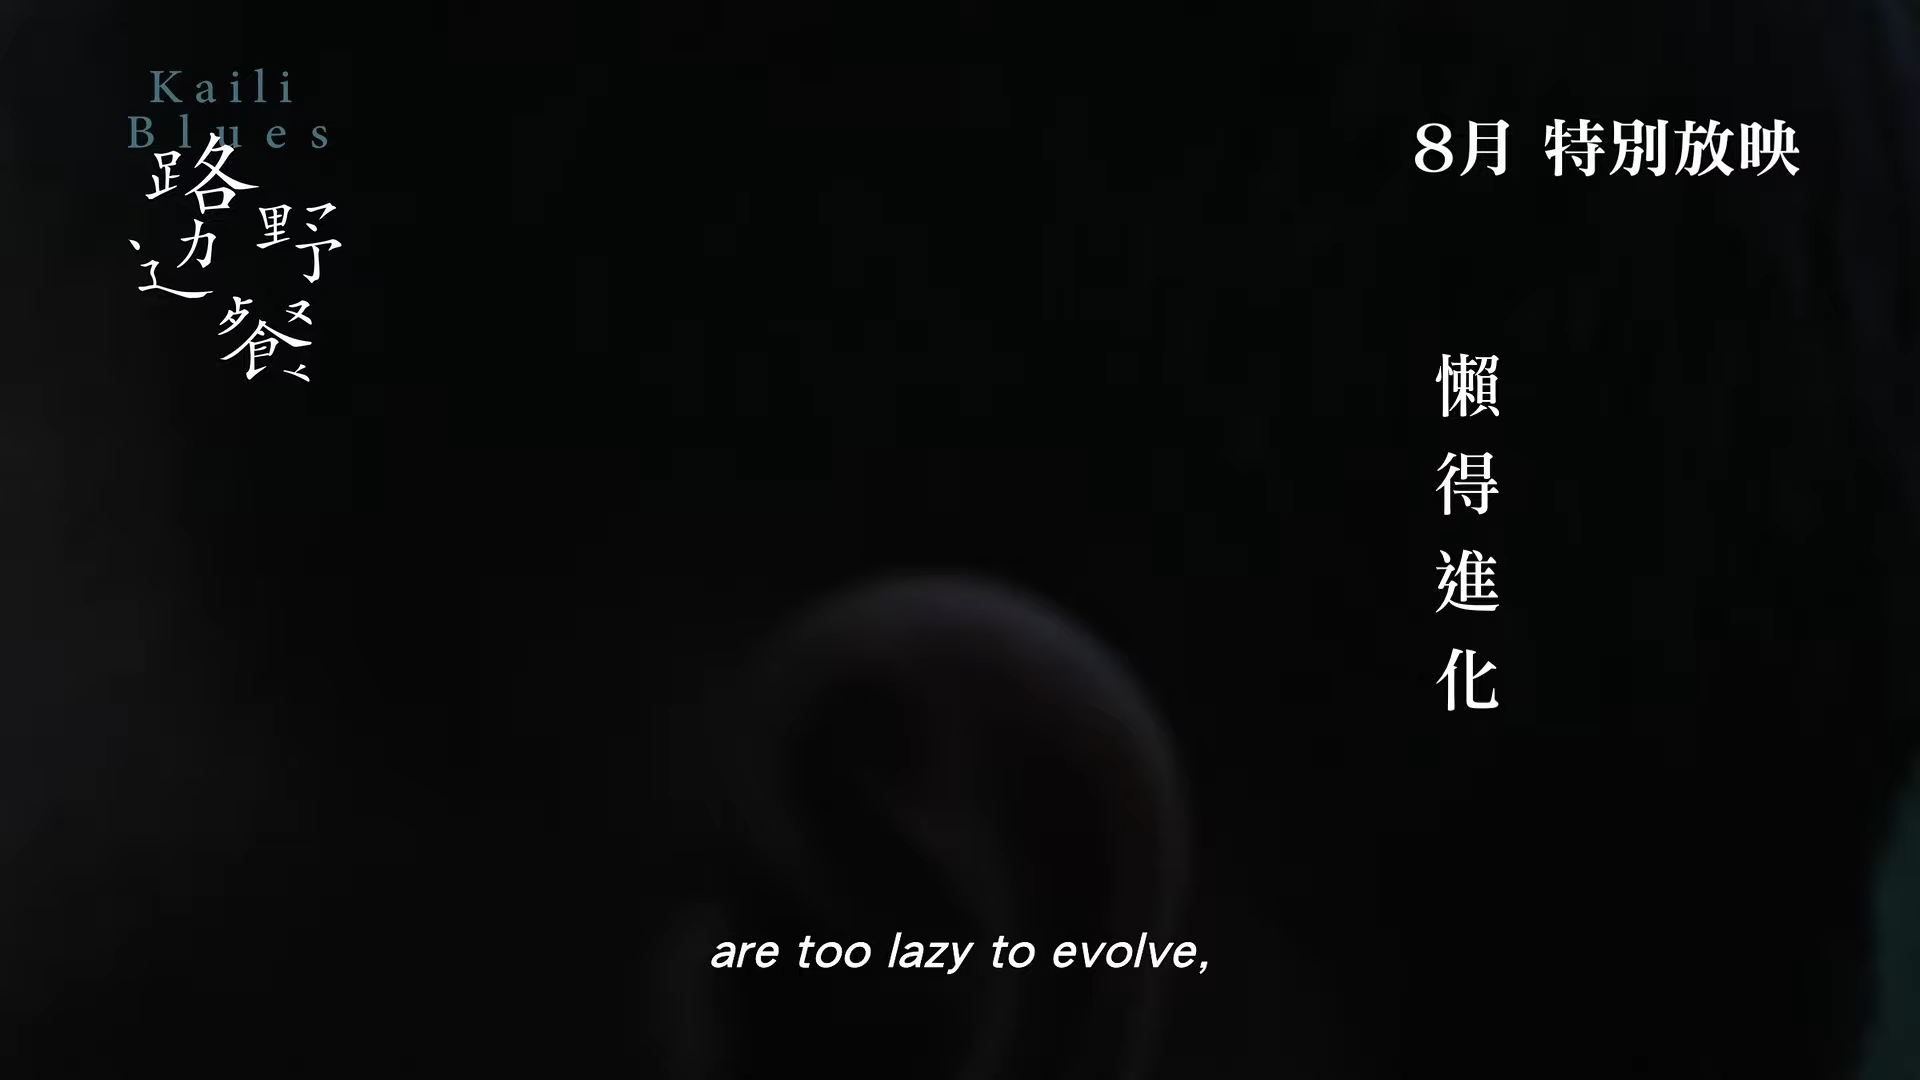 Kaili
Blues
路边野餐
8月 特別放映
懶得進化
are too lazy to evolve,